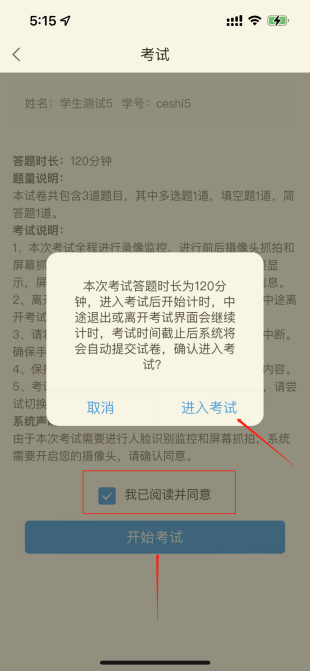 5:15
考试
姓名：学生测试5 学号：ceshi5
答题时长：120分钟
题量说明：
本试卷共包含3道题目，其中多选题1道，填空题1道，简
答题1道。
考试说明：
1、本次考试全程进行录像监控，进行前后摄像头抓拍和
屏幕抓
显
示，屏
息。
2、离开
中途离
开考试
3、请将
中断。
确保手
4、保持
内容。
5、考试
，请尝
试切换
本次考试答题时长为120分
钟，进入考试后开始计时，中
途退出或离开考试界面会继续
计时，考试时间截止后系统将
会自动提交试卷，确认进入考
试?
取消
进入考试
系统声
由于本次考试需要进行人脸识别监控和屏幕抓拍，系统
需要开启您的摄像头，请确认同意。
我已阅读并同意
开始考试